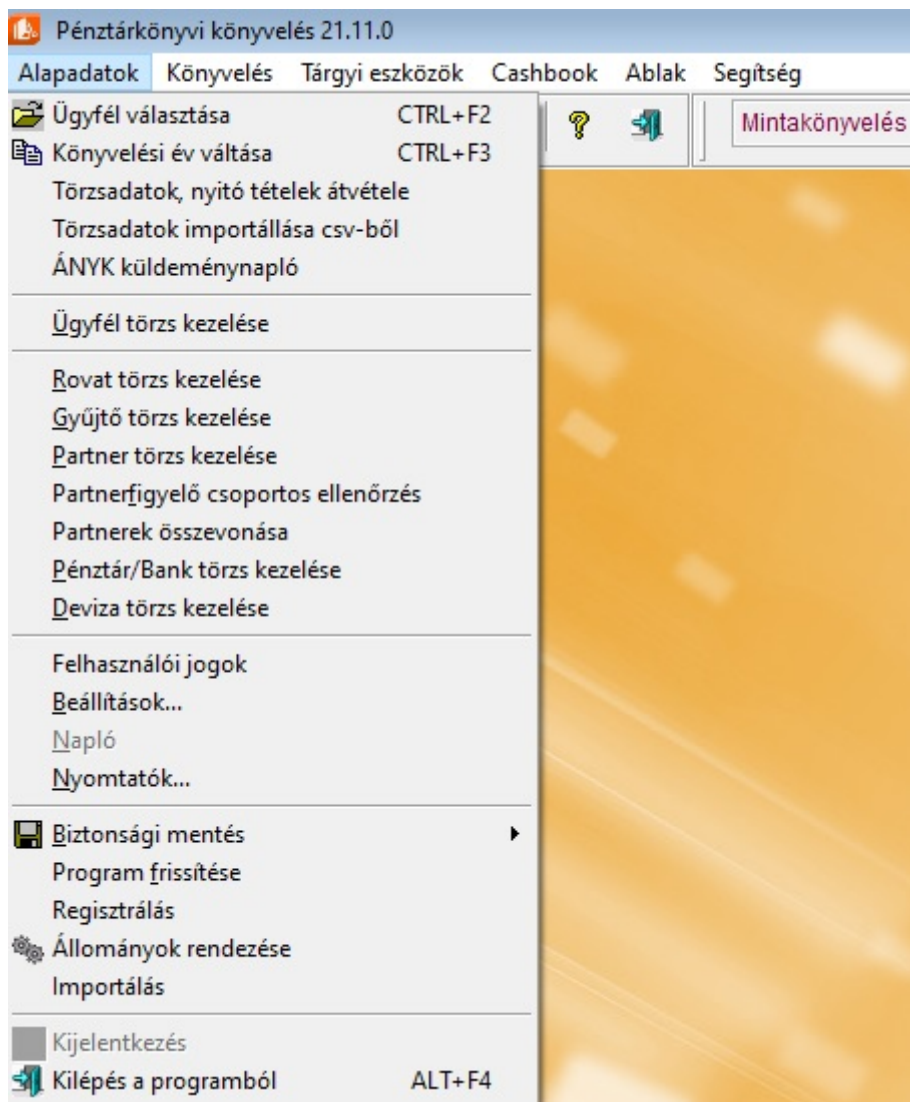 Pénztárkönyvi könyvelés 21.11.0
Alapadatok Könyvelés Tárgyi eszközök Cashbook Ablak Segítség
Mintakönyvelés
Ügyfél választása CTRL+F2
Könyvelési év váltása CTRL+F3
Törzsadatok, nyitó tételek átvétele
Törzsadatok importállása csv-ből
ÁNYK küldeménynapló
Ügyfél törzs kezelése
Rovat törzs kezelése
Gyűjtő törzs kezelése
Partner törzs kezelése
Partnerfigyelő csoportos ellenőrzés
Partnerek összevonása
Pénztár/Bank törzs kezelése
Deviza törzs kezelése
Felhasználói jogok
Beállítások...
Napló
Nyomtatók...
Biztonsági mentés
Program frissítése
Regisztrálás
Állományok rendezése
Importálás
Kijelentkezés
Kilépés a programból ALT+F4